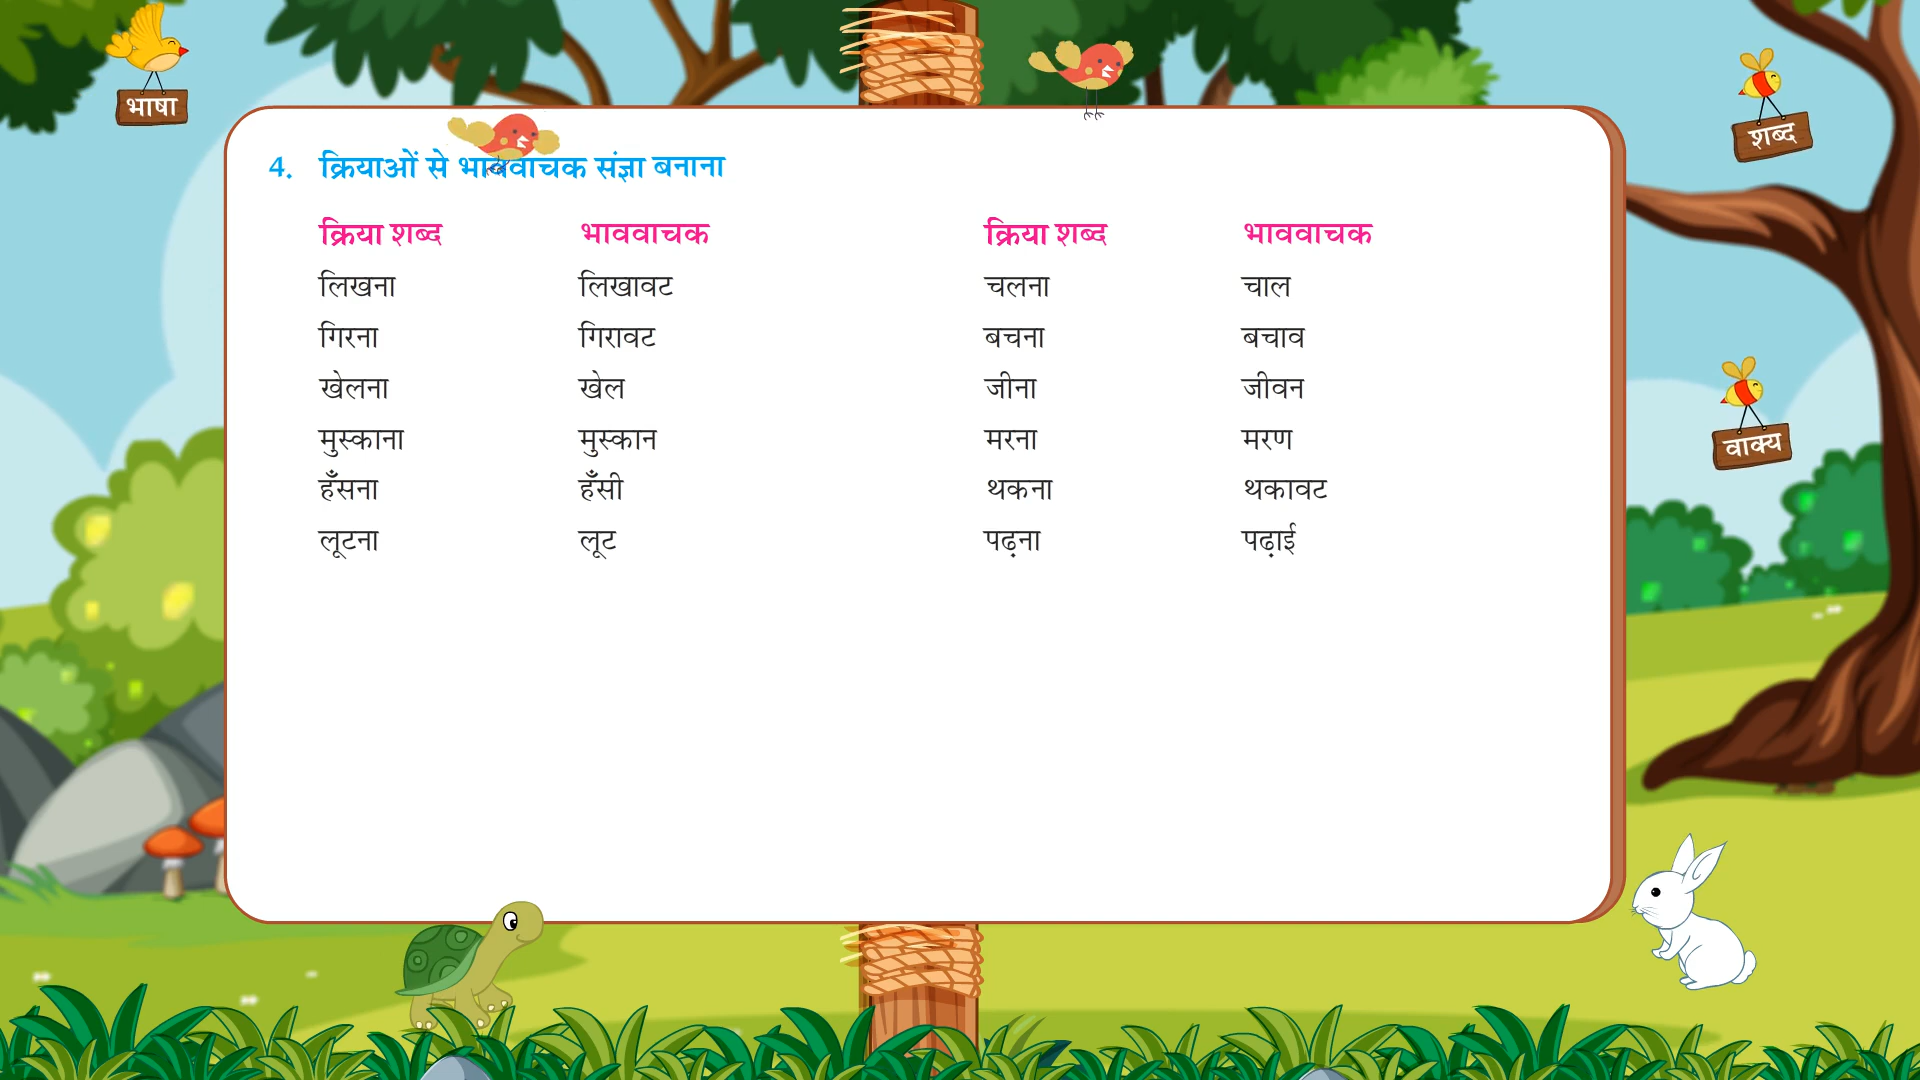 भाषा
शब्द
वाक्य
4. क्रियाओं से भाववाचक संज्ञा बनाना
क्रिया शब्द भाववाचक क्रिया शब्द भाववाचक
लिखना लिखावट चलना चाल
गिरना गिरावट बचना बचाव
खेलना खेल जीना जीवन
मुस्काना मुस्कान मरना मरण
हँसना हँसी थकना थकावट
लूटना लूट पढ़ना पढ़ाई